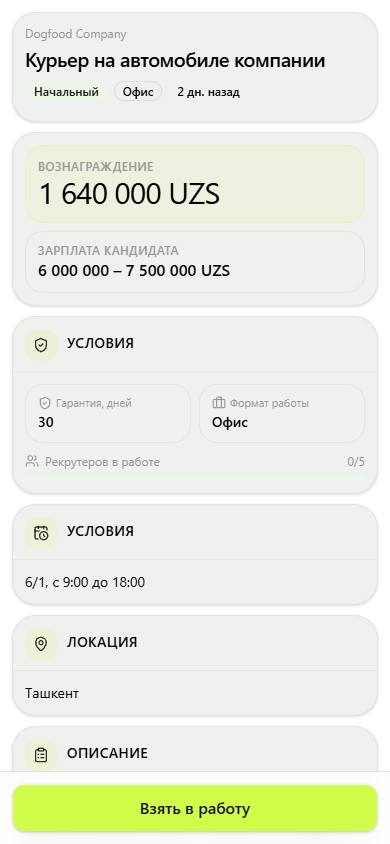 Dogfood Company
Курьер на автомобиле компании
Начальный Офис 2 дн. назад
ВОЗНАГРАЖДЕНИЕ
1 640 000 UZS
ЗАРПЛАТА КАНДИДАТА
6 000 000 – 7 500 000 UZS
УСЛОВИЯ
Гарантия, дней
30
Формат работы
Офис
Рекрутеров в работе 0/5
УСЛОВИЯ
6/1, с 9:00 до 18:00
ЛОКАЦИЯ
Ташкент
ОПИСАНИЕ
Взять в работу